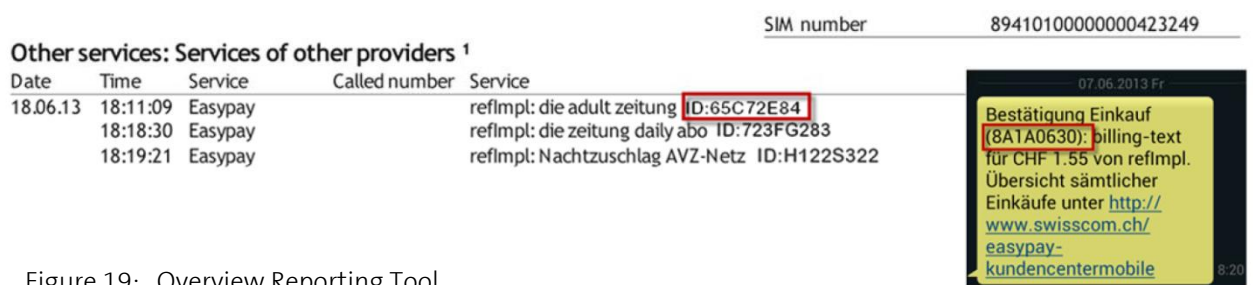 SIM number 89410100000000423249
Other services: Services of other providers ¹
Date Time Service Called number Service
18.06.13 18:11:09 Easypay refImpl: die adult zeitung ID:65C72E84
18:18:30 Easypay refImpl: die zeitung daily abo ID:723FG283
18:19:21 Easypay refImpl: Nachtzuschlag AVZ-Netz ID:H122S322
07.06.2013 Fr
Bestätigung Einkauf
(8A1A0630): billing-text
für CHF 1.55 von refImpl.
Übersicht sämtlicher
Einkäufe unter http://
www.swisscom.ch/
easypay-
kundencentermobile
8:20
Figure 19: Overview Reporting Tool